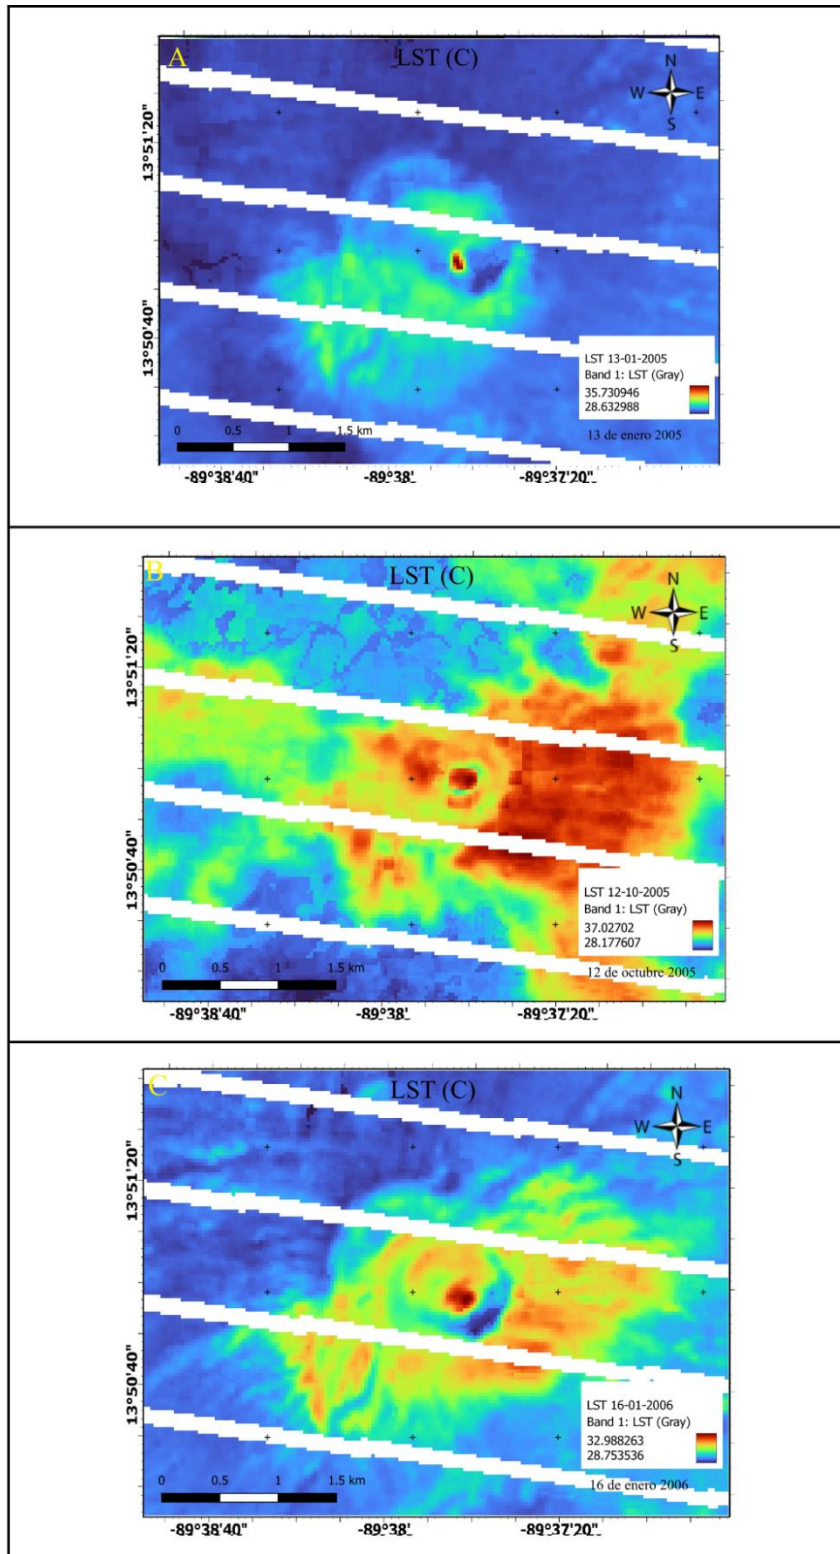 A
LST (C)
N
W E
S
13°51'20"
13°50'40"
LST 13-01-2005
Band 1: LST (Gray)
35.730946
28.632988
13 de enero 2005
0 0.5 1 1.5 km
-89°38'40" -89°38' -89°37'20"
B
LST (C)
N
W E
S
13°51'20"
13°50'40"
LST 12-10-2005
Band 1: LST (Gray)
37.02702
28.177607
12 de octubre 2005
0 0.5 1 1.5 km
-89°38'40" -89°38' -89°37'20"
C
LST (C)
N
W E
S
13°51'20"
13°50'40"
LST 16-01-2006
Band 1: LST (Gray)
32.988263
28.753536
16 de enero 2006
0 0.5 1 1.5 km
-89°38'40" -89°38' -89°37'20"